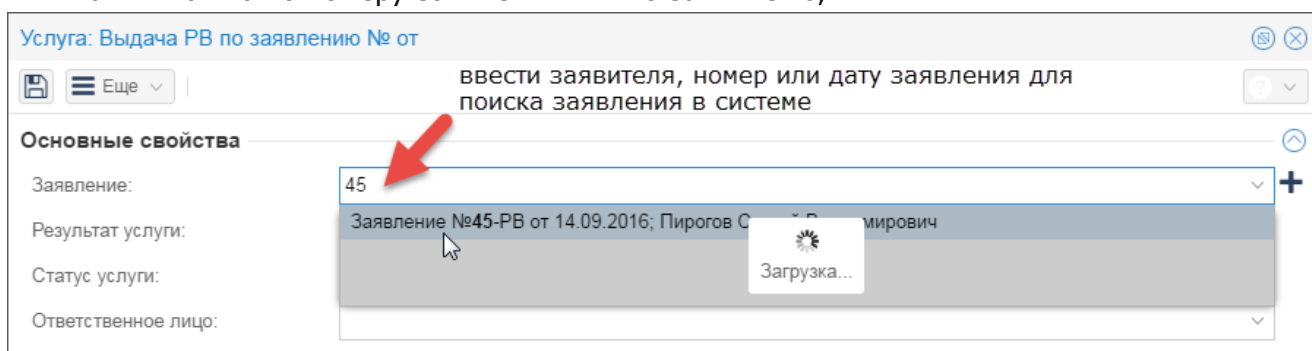 Услуга: Выдача РВ по заявлению № от
Еще
ввести заявителя, номер или дату заявления для
поиска заявления в системе
Основные свойства
Заявление:
45
Заявление №45-РВ от 14.09.2016; Пирогов
Результат услуги:
Загрузка...
Статус услуги:
Ответственное лицо: